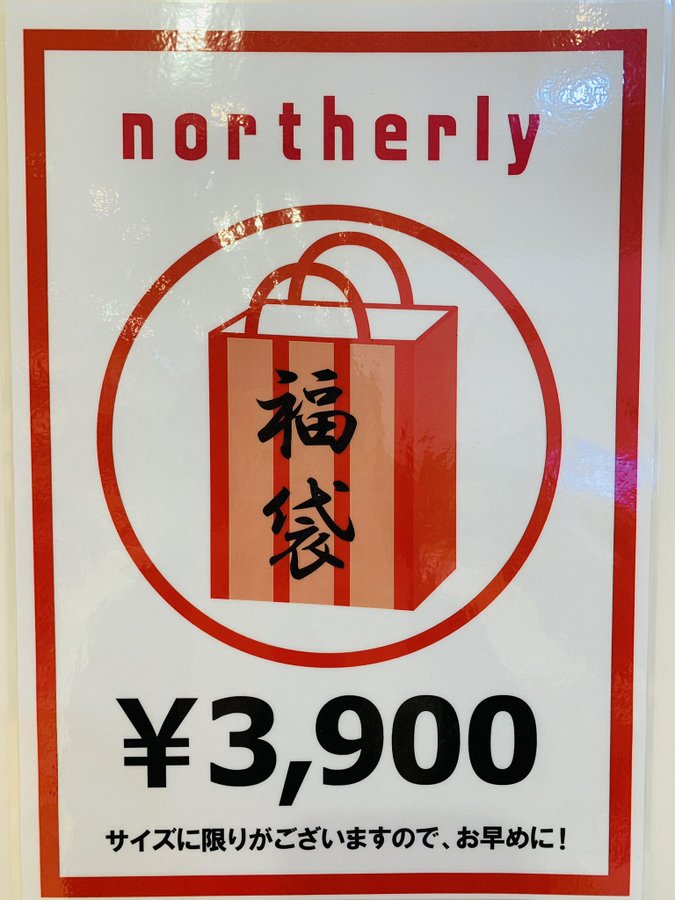 northerly
福
袋
¥3,900
サイズに限りがございますので、お早めに！